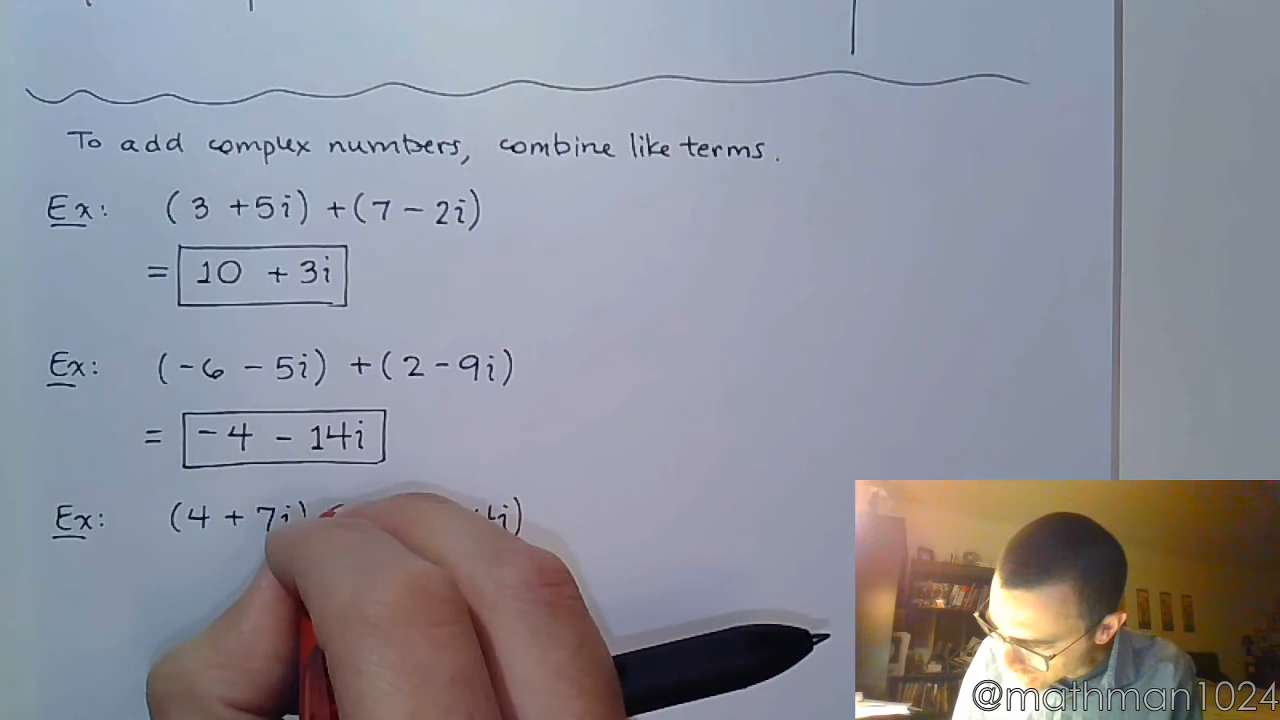 To add complex numbers, combine like terms.
Ex: (3 + 5i) + (7 - 2i)
= 10 + 3i
Ex: (-6 - 5i) + (2 - 9i)
= -4 - 14i
Ex: (4 + 7i) i)
@mathman1024